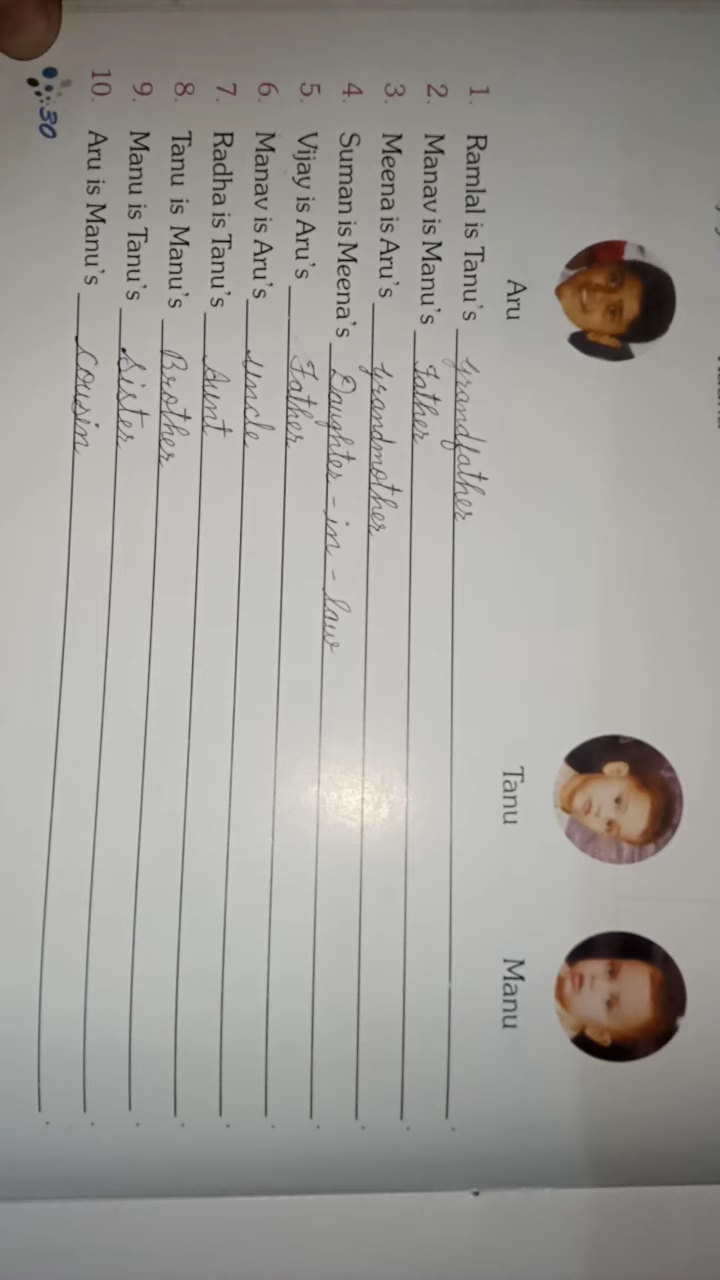 Aru Tanu Manu
1. Ramlal is Tanu's grandfather
2. Manav is Manu's Father
3. Meena is Aru's grandmother
4. Suman is Meena's Daughter - in - law
5. Vijay is Aru's Father
6. Manav is Aru's uncle
7. Radha is Tanu's Aunt
8. Tanu is Manu's Brother
9. Manu is Tanu's Sister
10. Aru is Manu's cousin
30